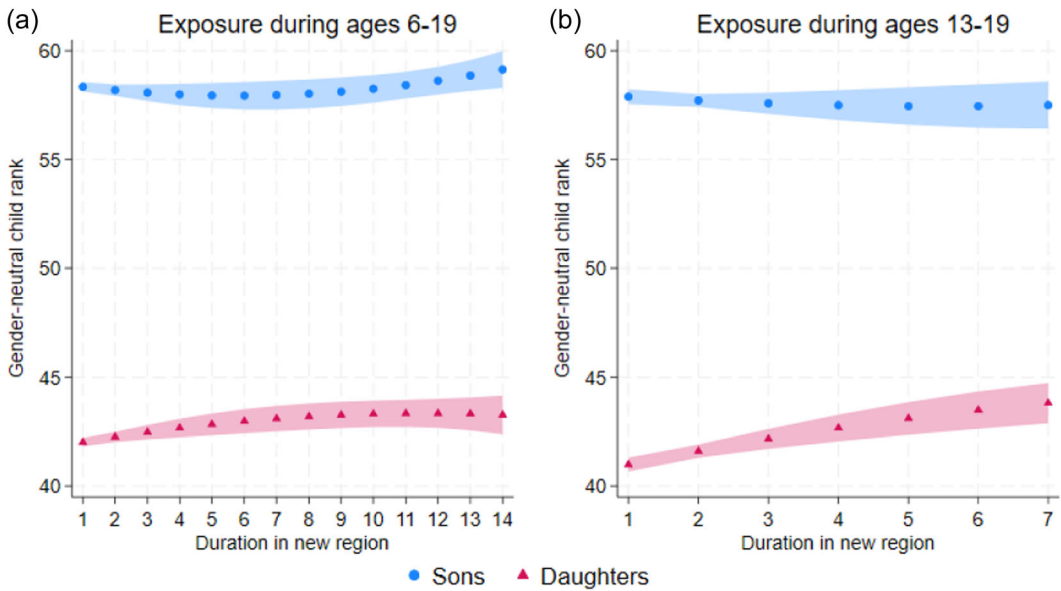 (a)
Exposure during ages 6-19
Gender-neutral child rank
60
55
50
45
40
1 2 3 4 5 6 7 8 9 10 11 12 13 14
Duration in new region
(b)
Exposure during ages 13-19
Gender-neutral child rank
60
55
50
45
40
1 2 3 4 5 6 7
Duration in new region
Sons Daughters